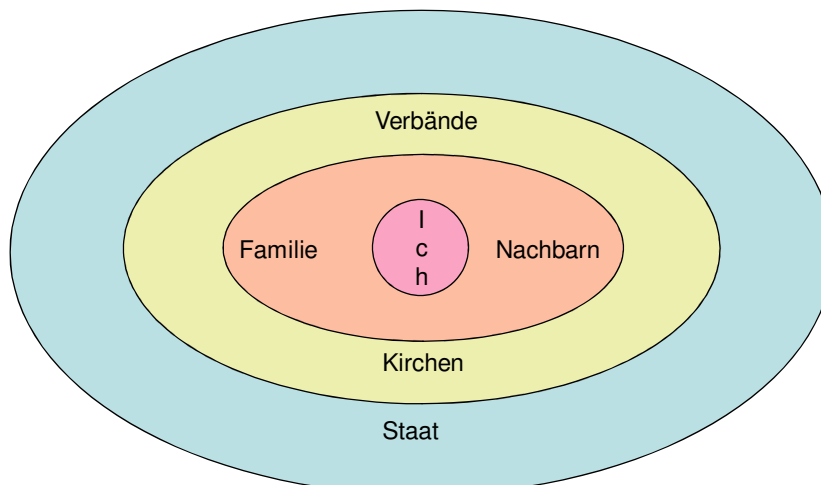 Verbände
I
c
h
Familie
Nachbarn
Kirchen
Staat